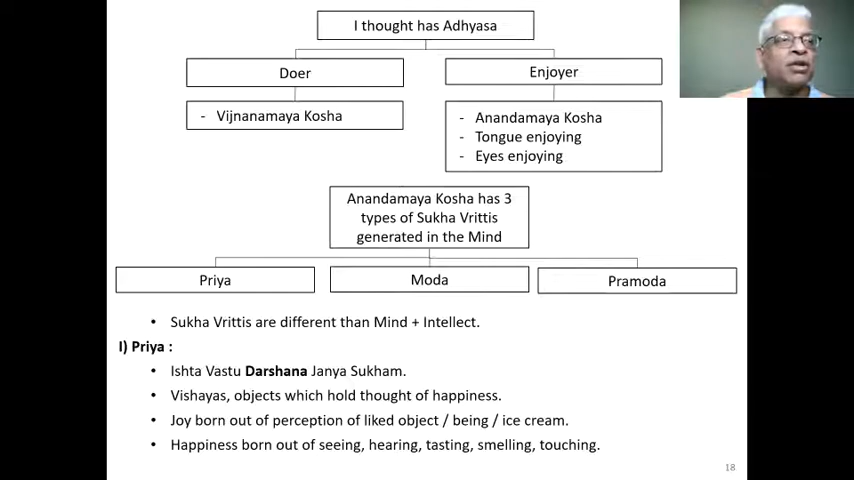 I thought has Adhyasa
Doer
Enjoyer
- Vijnanamaya Kosha
- Anandamaya Kosha
- Tongue enjoying
- Eyes enjoying
Anandamaya Kosha has 3
types of Sukha Vrittis
generated in the Mind
Priya
Moda
Pramoda
• Sukha Vrittis are different than Mind + Intellect.
I) Priya :
• Ishta Vastu Darshana Janya Sukham.
• Vishayas, objects which hold thought of happiness.
• Joy born out of perception of liked object / being / ice cream.
• Happiness born out of seeing, hearing, tasting, smelling, touching.
18